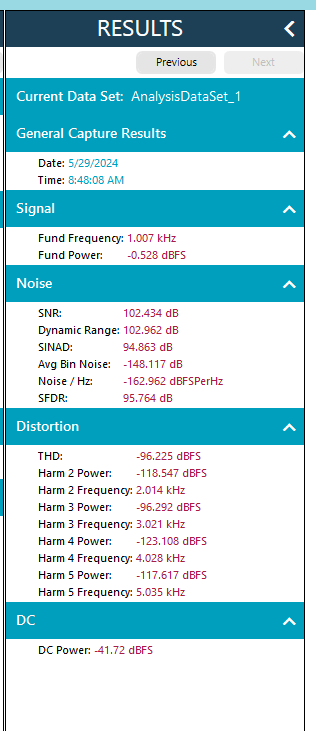 RESULTS
Previous Next
Current Data Set: AnalysisDataSet_1
General Capture Results
Date: 5/29/2024
Time: 8:48:08 AM
Signal
Fund Frequency: 1.007 kHz
Fund Power: -0.528 dBFS
Noise
SNR: 102.434 dB
Dynamic Range: 102.962 dB
SINAD: 94.863 dB
Avg Bin Noise: -148.117 dB
Noise / Hz: -162.962 dBFSPerHz
SFDR: 95.764 dB
Distortion
THD: -96.225 dBFS
Harm 2 Power: -118.547 dBFS
Harm 2 Frequency: 2.014 kHz
Harm 3 Power: -96.292 dBFS
Harm 3 Frequency: 3.021 kHz
Harm 4 Power: -123.108 dBFS
Harm 4 Frequency: 4.028 kHz
Harm 5 Power: -117.617 dBFS
Harm 5 Frequency: 5.035 kHz
DC
DC Power: -41.72 dBFS